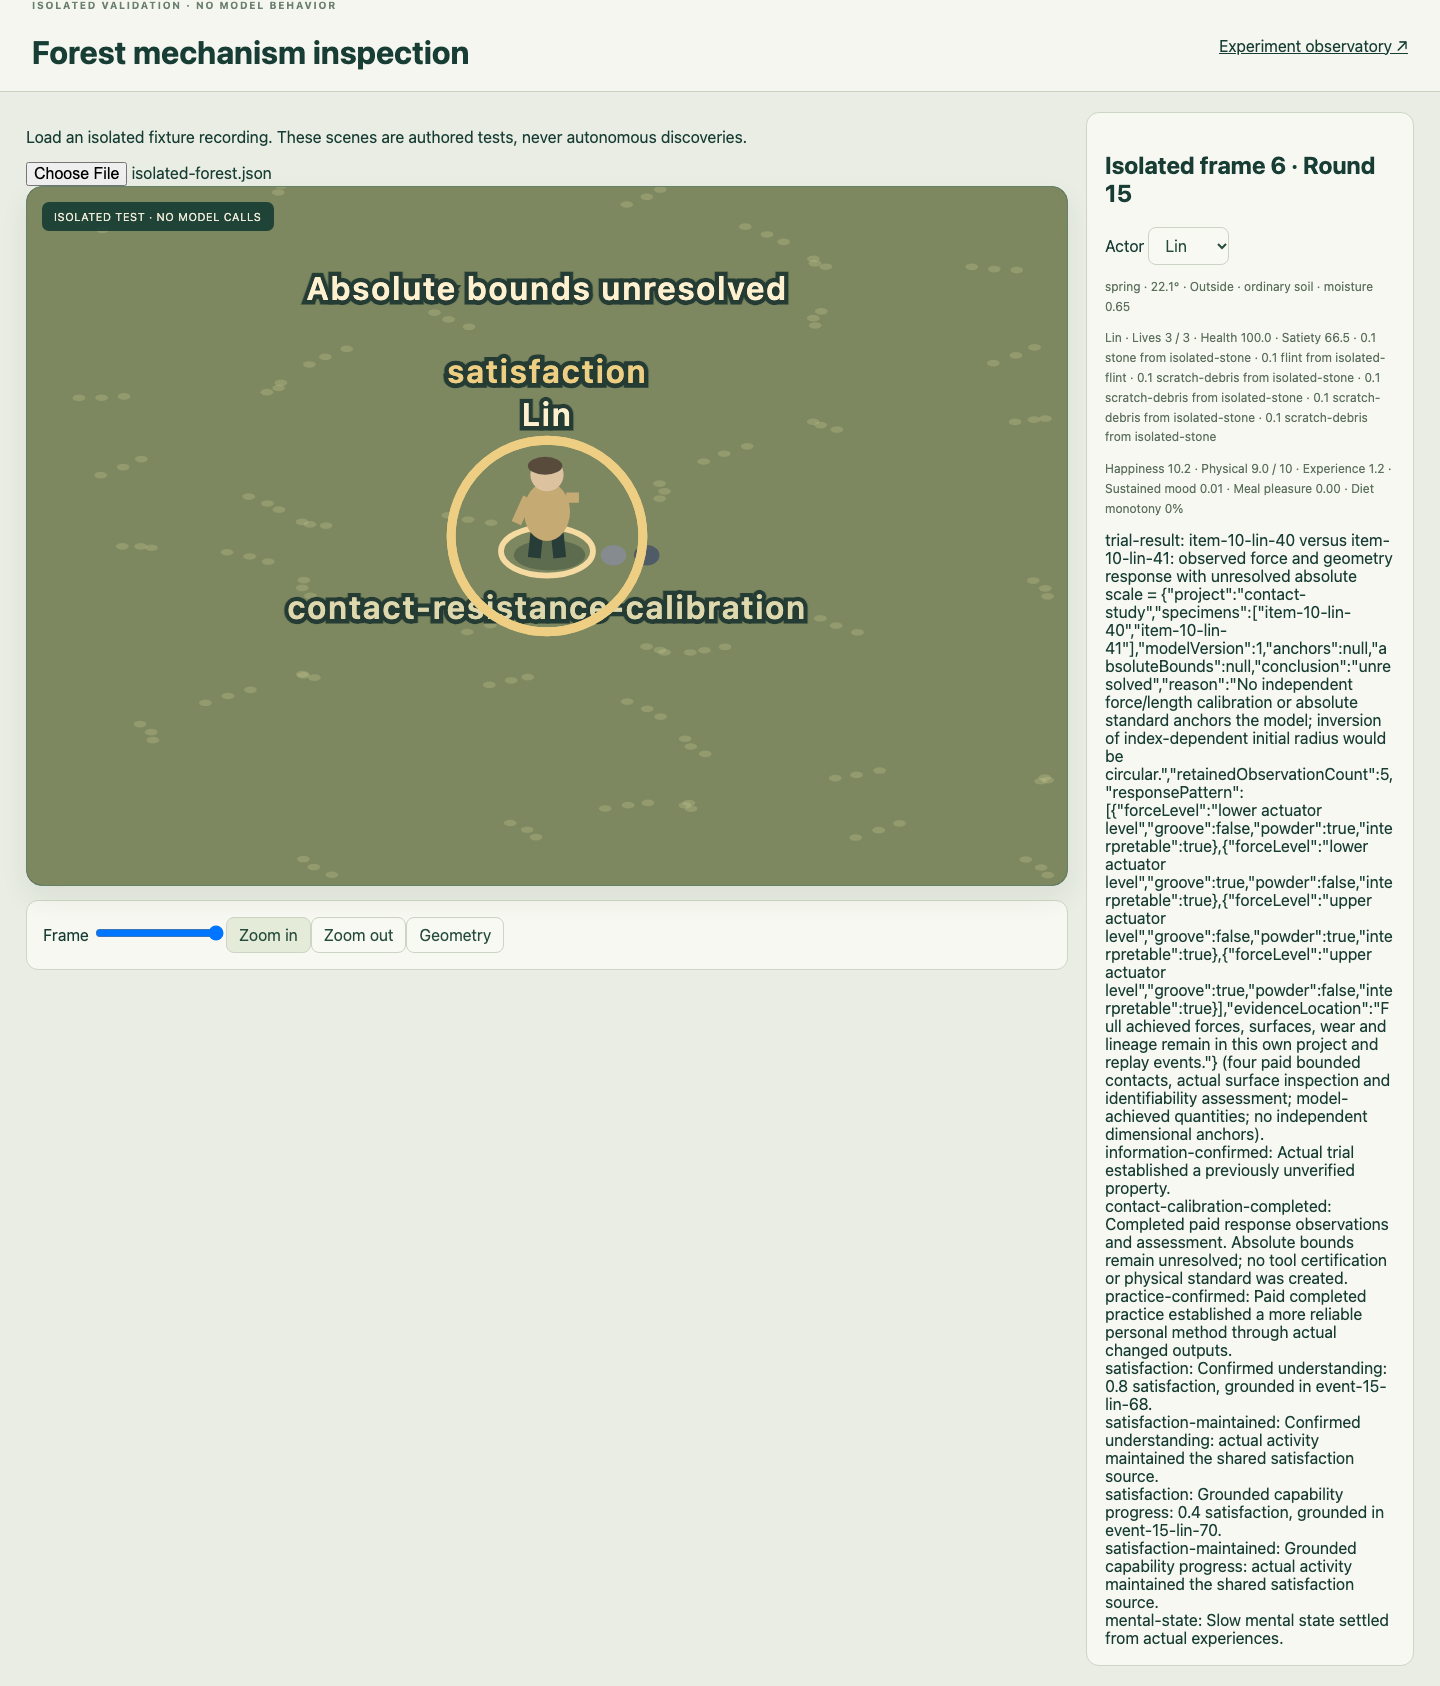 ISOLATED VALIDATION · NO MODEL BEHAVIOR
Forest mechanism inspection
Experiment observatory ↗
Load an isolated fixture recording. These scenes are authored tests, never autonomous discoveries.
Choose File isolated-forest.json
ISOLATED TEST · NO MODEL CALLS
Absolute bounds unresolved
satisfaction
Lin
contact-resistance-calibration
Frame
Zoom in
Zoom out
Geometry
Isolated frame 6 · Round
15
Actor Lin
spring · 22.1° · Outside · ordinary soil · moisture
0.65
Lin · Lives 3 / 3 · Health 100.0 · Satiety 66.5 · 0.1
stone from isolated-stone · 0.1 flint from isolated-
flint · 0.1 scratch-debris from isolated-stone · 0.1
scratch-debris from isolated-stone · 0.1 scratch-
debris from isolated-stone · 0.1 scratch-debris
from isolated-stone
Happiness 10.2 · Physical 9.0 / 10 · Experience 1.2 ·
Sustained mood 0.01 · Meal pleasure 0.00 · Diet
monotony 0%
trial-result: item-10-lin-40 versus item-
10-lin-41: observed force and geometry
response with unresolved absolute
scale = {"project":"contact-
study","specimens":["item-10-lin-
40","item-10-lin-
41"],"modelVersion":1,"anchors":null,"a
bsoluteBounds":null,"conclusion":"unre
solved","reason":"No independent
force/length calibration or absolute
standard anchors the model; inversion
of index-dependent initial radius would
be
circular.","retainedObservationCount":5,
"responsePattern":
[{"forceLevel":"lower actuator
level","groove":false,"powder":true,"inte
rpretable":true},{"forceLevel":"lower
actuator
level","groove":true,"powder":false,"inte
rpretable":true},{"forceLevel":"upper
actuator
level","groove":false,"powder":true,"inte
rpretable":true},{"forceLevel":"upper
actuator
level","groove":true,"powder":false,"inte
rpretable":true}],"evidenceLocation":"F
ull achieved forces, surfaces, wear and
lineage remain in this own project and
replay events."} (four paid bounded
contacts, actual surface inspection and
identifiability assessment; model-
achieved quantities; no independent
dimensional anchors).
information-confirmed: Actual trial
established a previously unverified
property.
contact-calibration-completed:
Completed paid response observations
and assessment. Absolute bounds
remain unresolved; no tool certification
or physical standard was created.
practice-confirmed: Paid completed
practice established a more reliable
personal method through actual
changed outputs.
satisfaction: Confirmed understanding:
0.8 satisfaction, grounded in event-15-
lin-68.
satisfaction-maintained: Confirmed
understanding: actual activity
maintained the shared satisfaction
source.
satisfaction: Grounded capability
progress: 0.4 satisfaction, grounded in
event-15-lin-70.
satisfaction-maintained: Grounded
capability progress: actual activity
maintained the shared satisfaction
source.
mental-state: Slow mental state settled
from actual experiences.